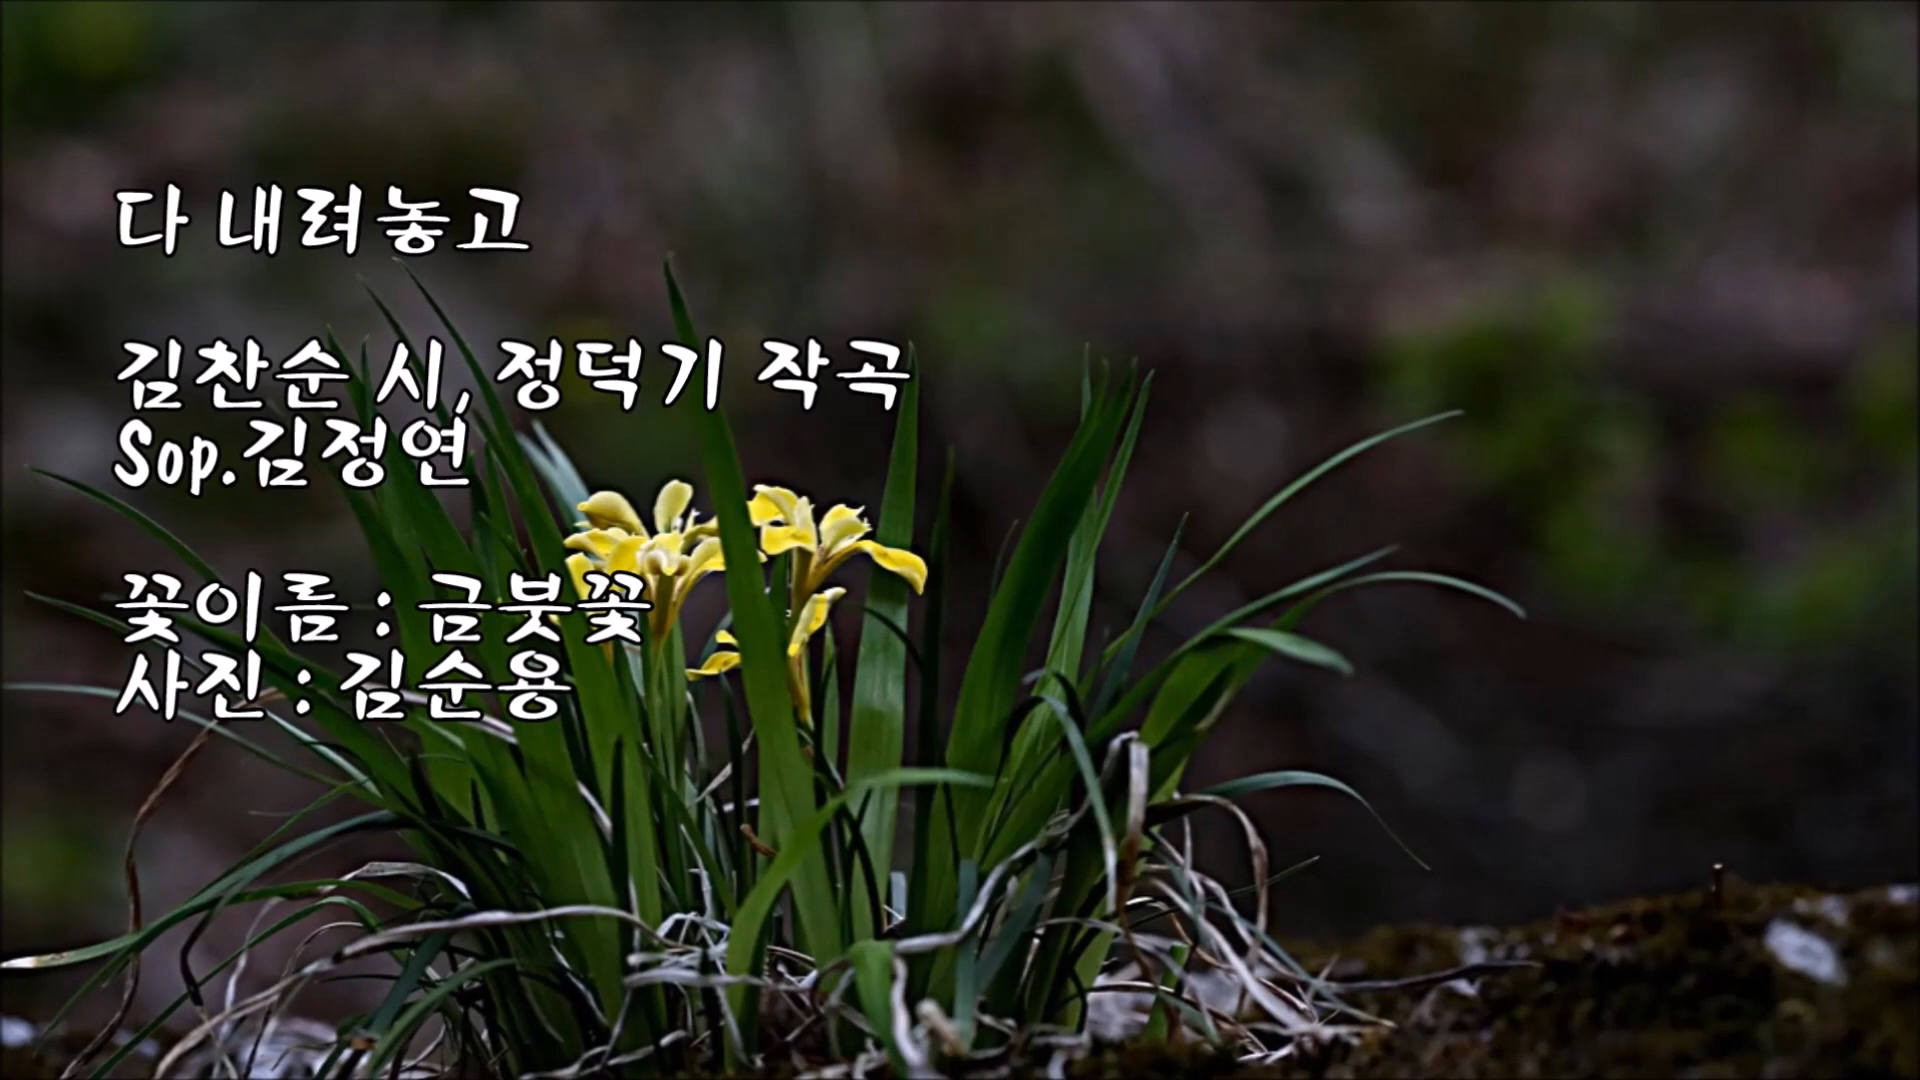 다 내려놓고
김찬순 시, 정덕기 작곡
Sop.김정연
꽃이름 : 금붓꽃
사진 : 김순용